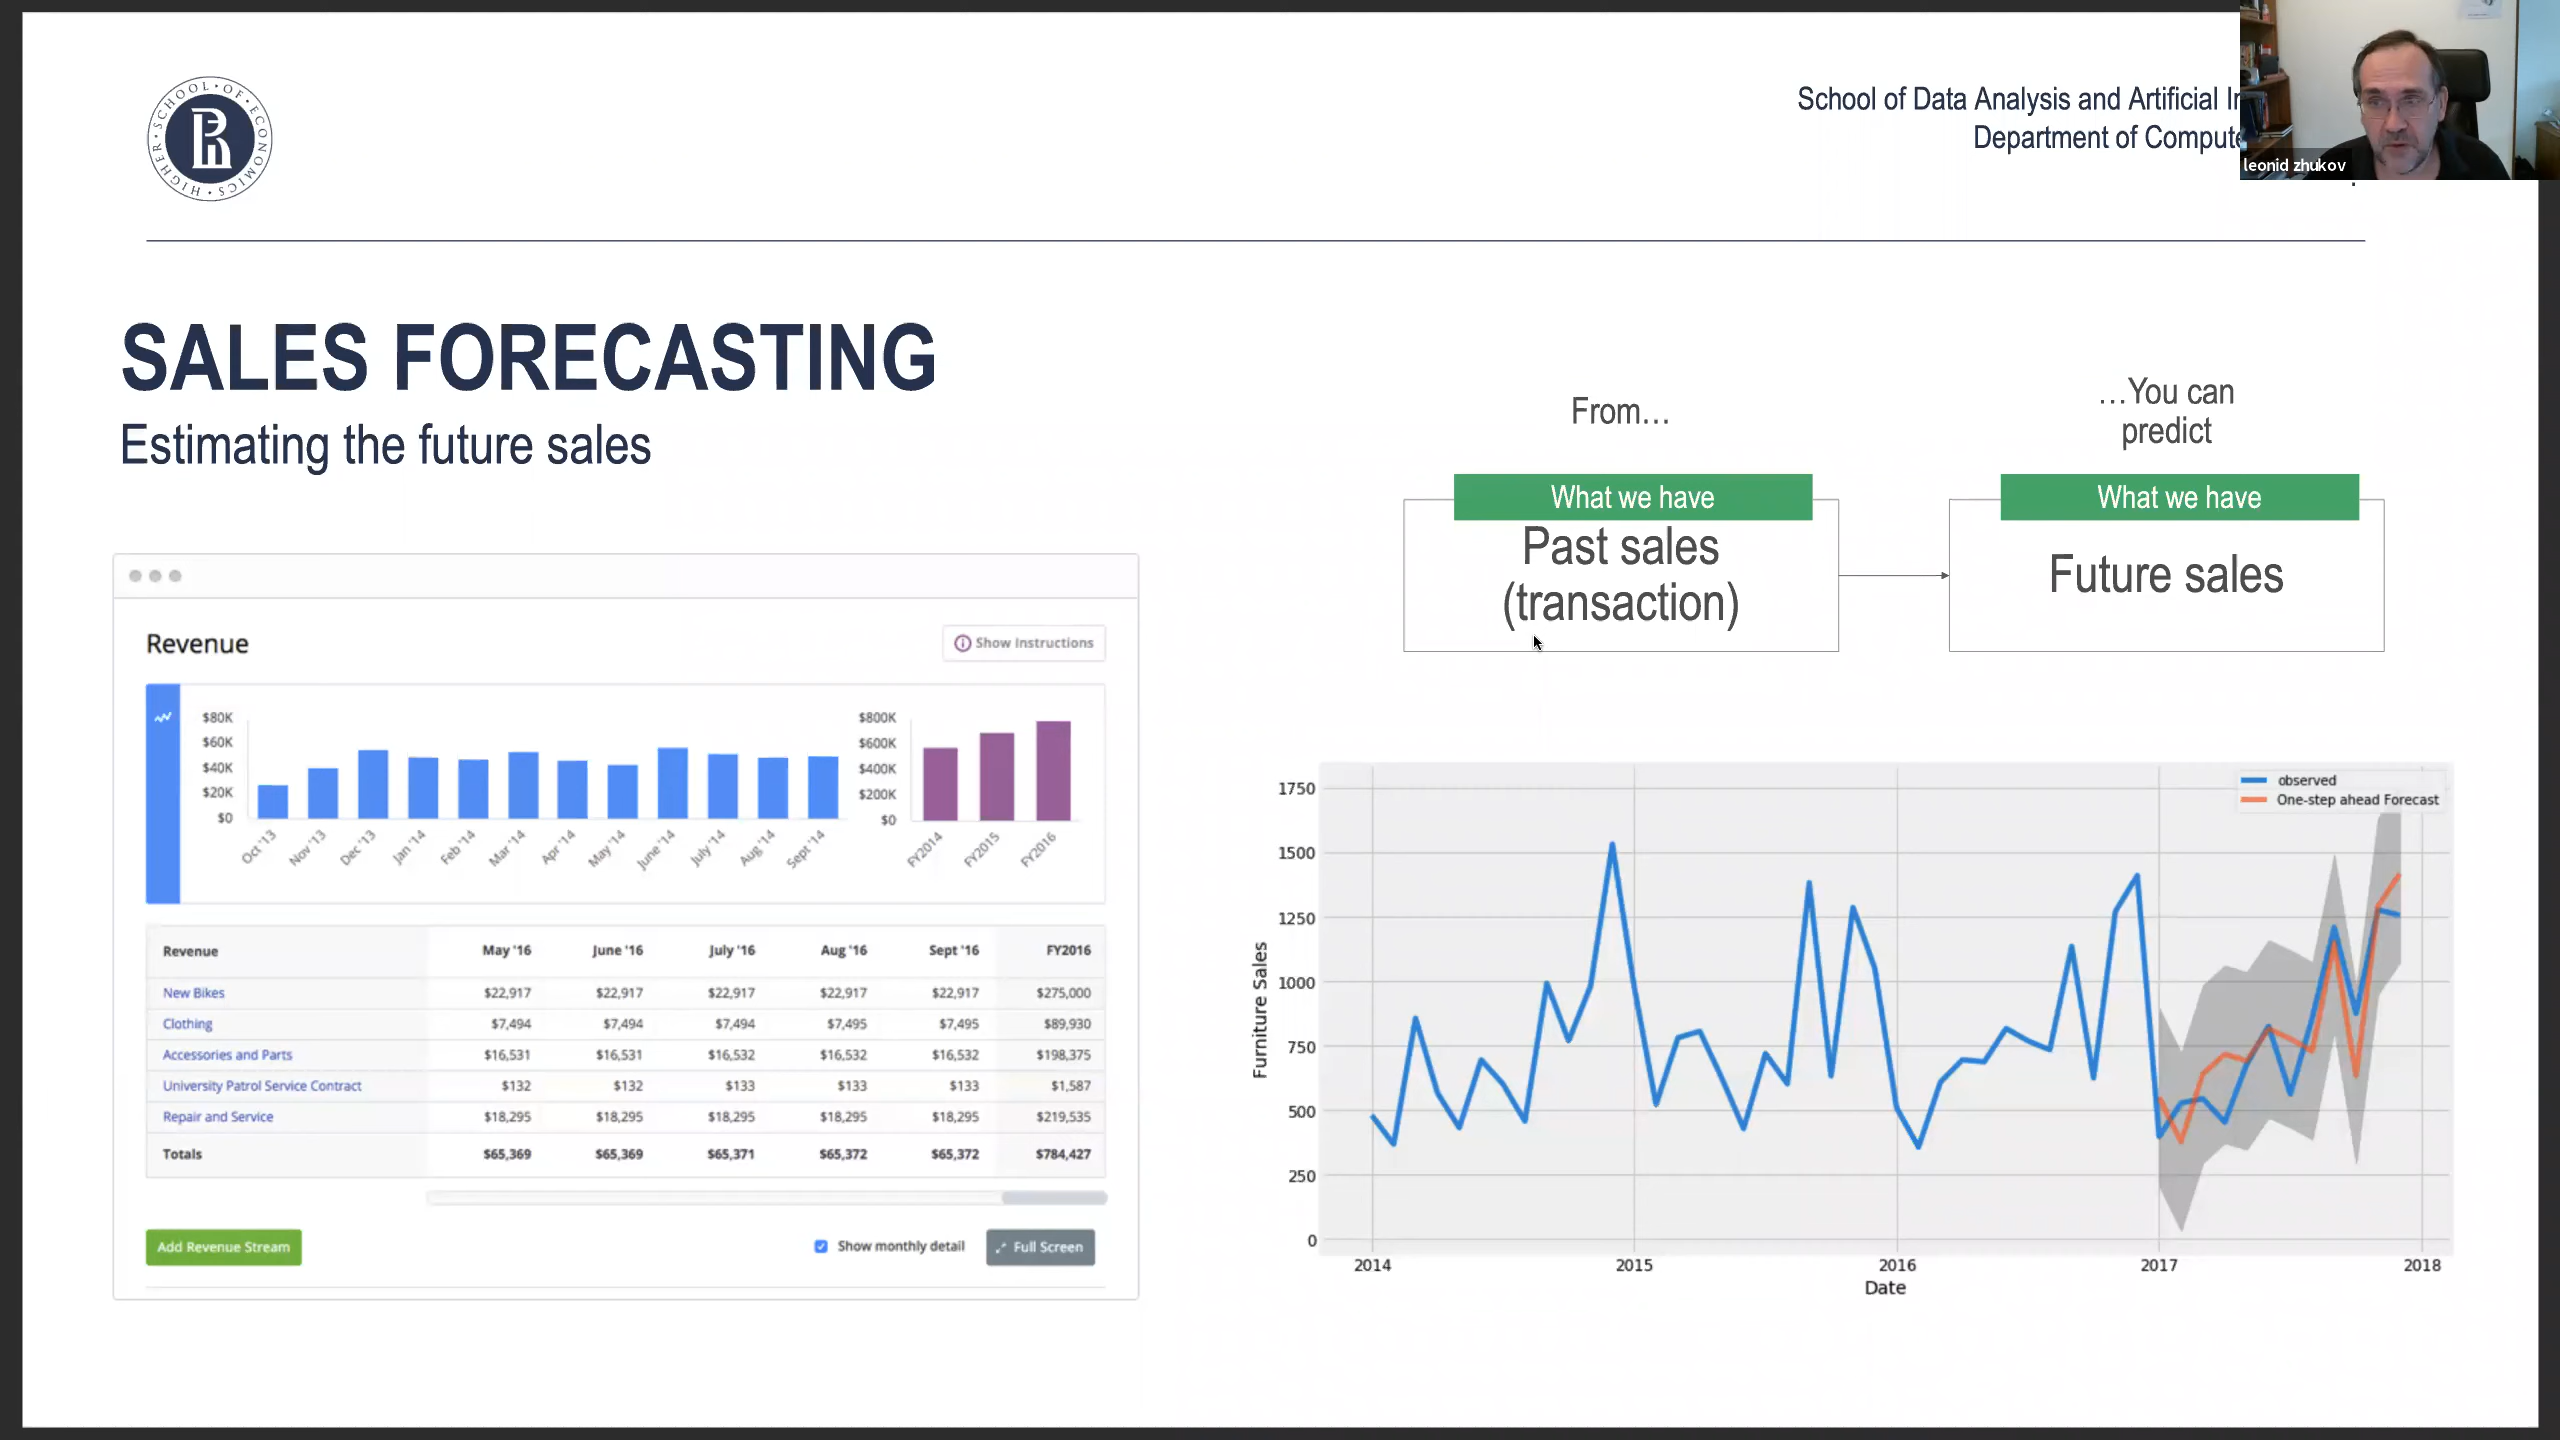 HIGHER · SCHOOL · OF · ECONOMICS
School of Data Analysis and Artificial
Department of
leonid zhukov
SALES FORECASTING
Estimating the future sales
From…
…You can
predict
What we have
Past sales
(transaction)
What we have
Future sales
Revenue
Show Instructions
$80K
$60K
$40K
$20K
$0
Oct '13
Nov '13
Dec '13
Jan '14
Feb '14
Mar '14
Apr '14
May '14
June '14
July '14
Aug '14
Sept '14
$800K
$600K
$400K
$200K
$0
FY2014
FY2015
FY2016
Revenue May '16 June '16 July '16 Aug '16 Sept '16 FY2016
New Bikes $22,917 $22,917 $22,917 $22,917 $22,917 $275,000
Clothing $7,494 $7,494 $7,494 $7,495 $7,495 $89,930
Accessories and Parts $16,531 $16,531 $16,532 $16,532 $16,532 $198,375
University Patrol Service Contract $132 $132 $133 $133 $133 $1,587
Repair and Service $18,295 $18,295 $18,295 $18,295 $18,295 $219,535
Totals $65,369 $65,369 $65,371 $65,372 $65,372 $784,427
Add Revenue Stream
Show monthly detail
Full Screen
observed
One-step ahead Forecast
1750
1500
1250
1000
750
500
250
0
Furniture Sales
2014 2015 2016 2017 2018
Date